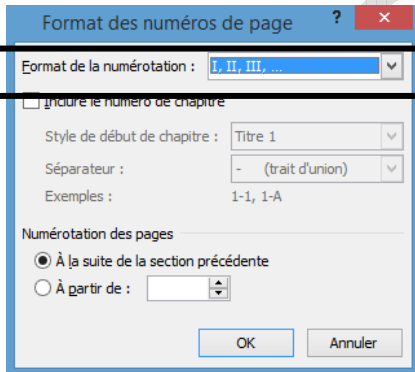 Format des numéros de page ?
Format de la numérotation : I, II, III, ...
Inclure le numéro de chapitre
Style de début de chapitre : Titre 1
Séparateur : - (trait d'union)
Exemples : 1-1, 1-A
Numérotation des pages
À la suite de la section précédente
À partir de :
OK Annuler